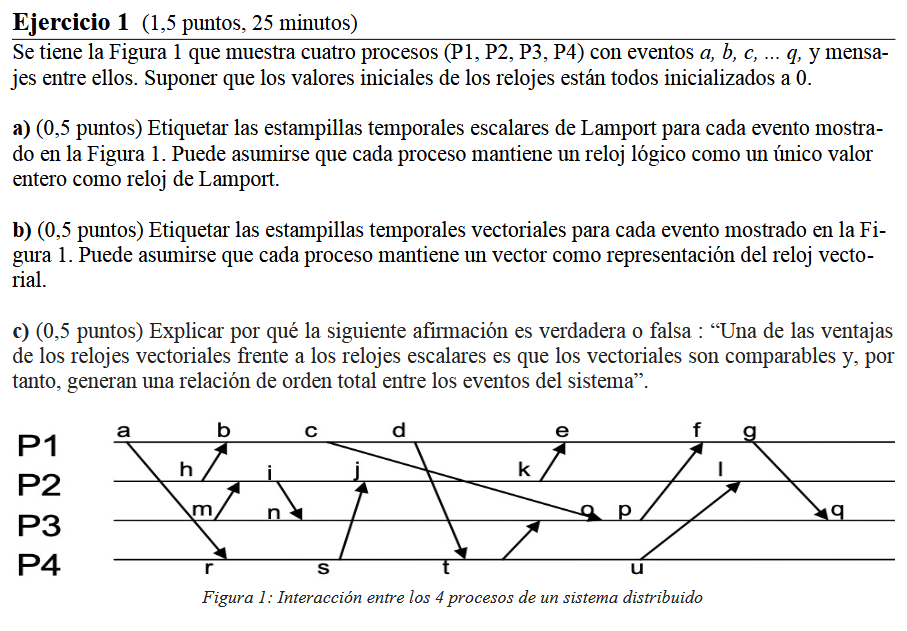 Ejercicio 1 (1,5 puntos, 25 minutos)
Se tiene la Figura 1 que muestra cuatro procesos (P1, P2, P3, P4) con eventos a, b, c, ... q, y mensa-
jes entre ellos. Suponer que los valores iniciales de los relojes están todos inicializados a 0.
a) (0,5 puntos) Etiquetar las estampillas temporales escalares de Lamport para cada evento mostra-
do en la Figura 1. Puede asumirse que cada proceso mantiene un reloj lógico como un único valor
entero como reloj de Lamport.
b) (0,5 puntos) Etiquetar las estampillas temporales vectoriales para cada evento mostrado en la Fi-
gura 1. Puede asumirse que cada proceso mantiene un vector como representación del reloj vecto-
rial.
c) (0,5 puntos) Explicar por qué la siguiente afirmación es verdadera o falsa : “Una de las ventajas
de los relojes vectoriales frente a los relojes escalares es que los vectoriales son comparables y, por
tanto, generan una relación de orden total entre los eventos del sistema”.
a b c d e f g
P1
h i j k l
P2
m n o p q
P3
P4
r s t u
Figura 1: Interacción entre los 4 procesos de un sistema distribuido